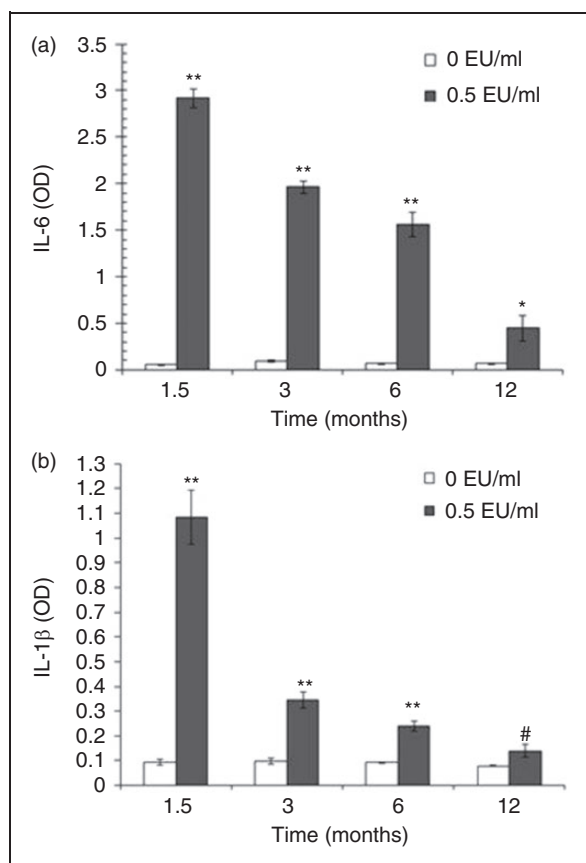 (a)
3.5
3
2.5
2
1.5
1
0.5
0
IL-6 (OD)
0 EU/ml
0.5 EU/ml
**
**
**
*
1.5 3 6 12
Time (months)
(b)
1.3
1.2
1.1
1
0.9
0.8
0.7
0.6
0.5
0.4
0.3
0.2
0.1
0
IL-1β (OD)
0 EU/ml
0.5 EU/ml
**
**
**
#
1.5 3 6 12
Time (months)